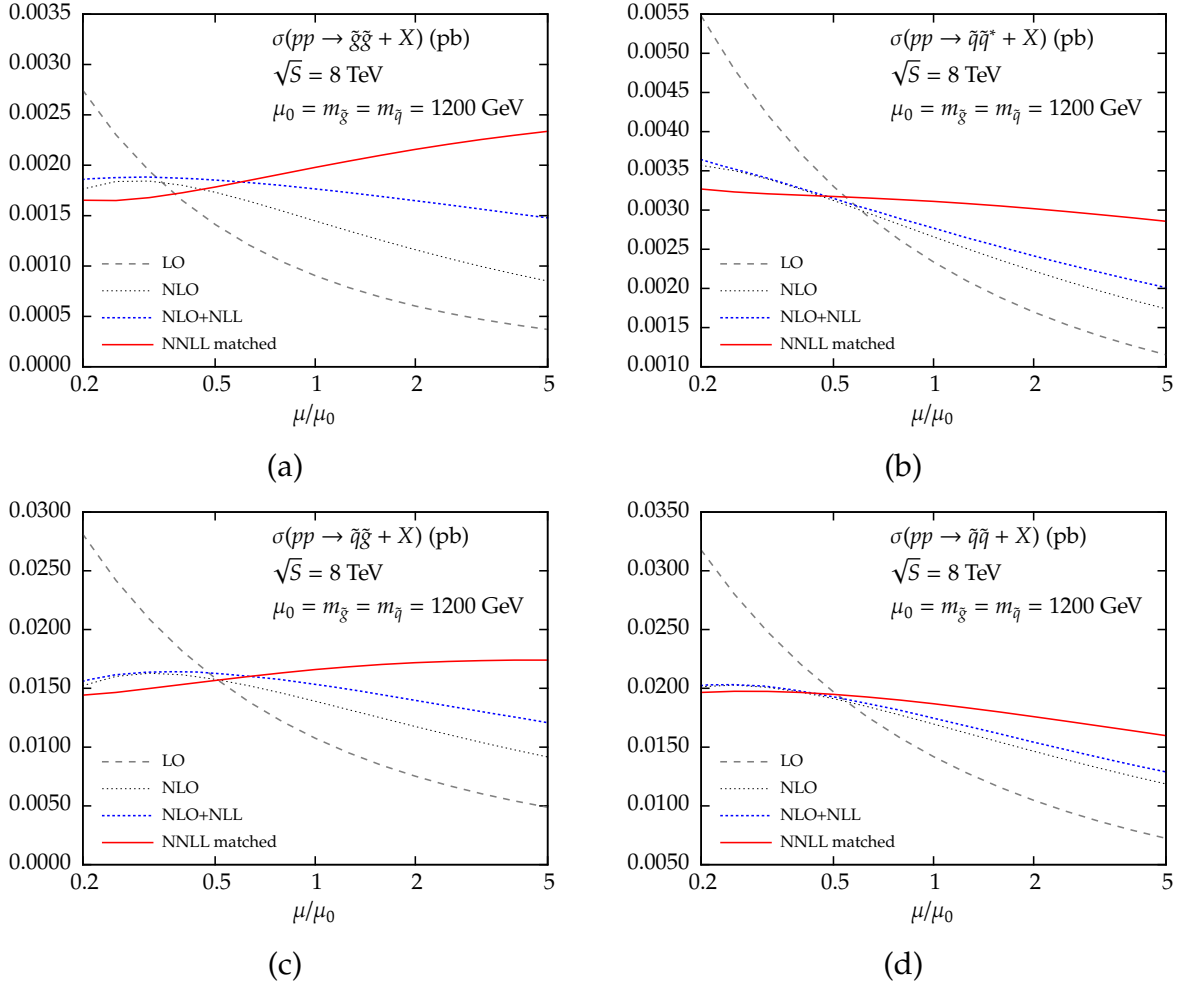 0.0035
0.0030
0.0025
0.0020
0.0015
0.0010
0.0005
0.0000
0.2
0.5
1
2
5
μ/μ₀
σ(pp → g̃g̃ + X) (pb)
√S = 8 TeV
μ₀ = m_g̃ = m_q̃ = 1200 GeV
LO
NLO
NLO+NLL
NNLL matched
(a)
0.0055
0.0050
0.0045
0.0040
0.0035
0.0030
0.0025
0.0020
0.0015
0.0010
0.2
0.5
1
2
5
μ/μ₀
σ(pp → q̃q̃* + X) (pb)
√S = 8 TeV
μ₀ = m_g̃ = m_q̃ = 1200 GeV
LO
NLO
NLO+NLL
NNLL matched
(b)
0.0300
0.0250
0.0200
0.0150
0.0100
0.0050
0.0000
0.2
0.5
1
2
5
μ/μ₀
σ(pp → q̃g̃ + X) (pb)
√S = 8 TeV
μ₀ = m_g̃ = m_q̃ = 1200 GeV
LO
NLO
NLO+NLL
NNLL matched
(c)
0.0350
0.0300
0.0250
0.0200
0.0150
0.0100
0.0050
0.2
0.5
1
2
5
μ/μ₀
σ(pp → q̃q̃ + X) (pb)
√S = 8 TeV
μ₀ = m_g̃ = m_q̃ = 1200 GeV
LO
NLO
NLO+NLL
NNLL matched
(d)